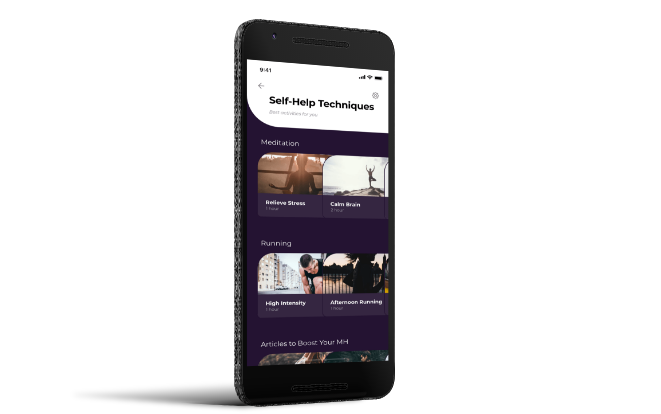 9:41
Self-Help Techniques
Best activities for you
Meditation
Relieve Stress
1 hour
Calm Brain
2 hour
Running
High Intensity
1 hour
Afternoon Running
1 hour
Articles to Boost Your MH